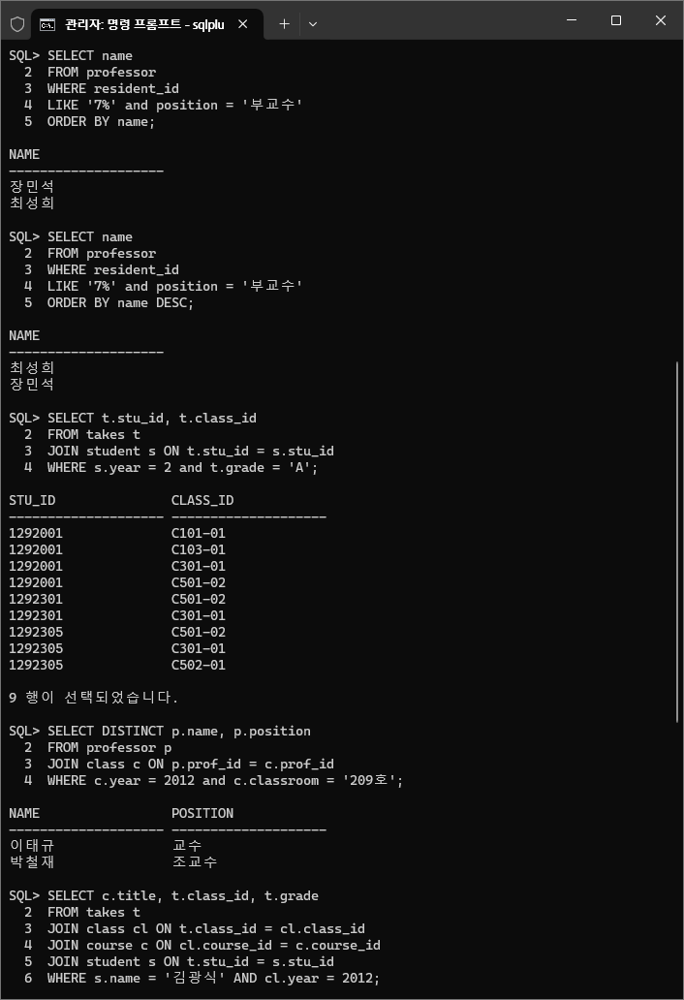 관리자: 명령 프롬프트 - sqlplu
SQL> SELECT name
  2  FROM professor
  3  WHERE resident_id
  4  LIKE '7%' and position = '부교수'
  5  ORDER BY name;
NAME
--------------------
장민석
최성희
SQL> SELECT name
  2  FROM professor
  3  WHERE resident_id
  4  LIKE '7%' and position = '부교수'
  5  ORDER BY name DESC;
NAME
--------------------
최성희
장민석
SQL> SELECT t.stu_id, t.class_id
  2  FROM takes t
  3  JOIN student s ON t.stu_id = s.stu_id
  4  WHERE s.year = 2 and t.grade = 'A';
STU_ID               CLASS_ID
-------------------- --------------------
1292001              C101-01
1292001              C103-01
1292001              C301-01
1292001              C501-02
1292301              C501-02
1292301              C301-01
1292305              C501-02
1292305              C301-01
1292305              C502-01
9 행이 선택되었습니다.
SQL> SELECT DISTINCT p.name, p.position
  2  FROM professor p
  3  JOIN class c ON p.prof_id = c.prof_id
  4  WHERE c.year = 2012 and c.classroom = '209호';
NAME                 POSITION
-------------------- --------------------
이태규               교수
박철재               조교수
SQL> SELECT c.title, t.class_id, t.grade
  2  FROM takes t
  3  JOIN class cl ON t.class_id = cl.class_id
  4  JOIN course c ON cl.course_id = c.course_id
  5  JOIN student s ON t.stu_id = s.stu_id
  6  WHERE s.name = '김광식' AND cl.year = 2012;